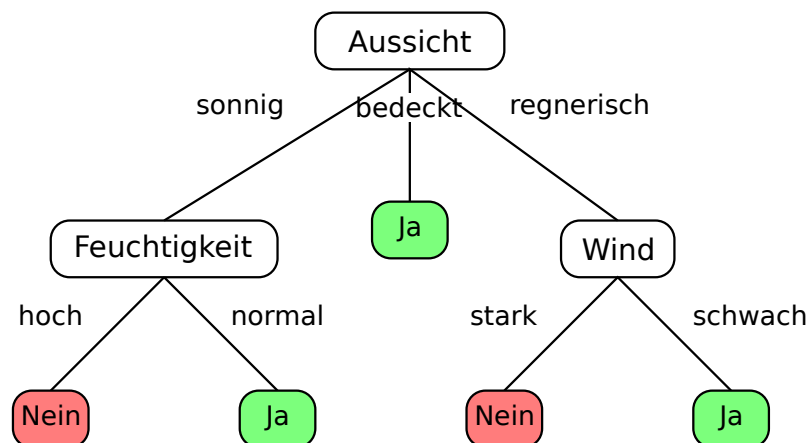 Aussicht
sonnig
bedeckt
regnerisch
Ja
Feuchtigkeit
Wind
hoch
normal
stark
schwach
Nein
Ja
Nein
Ja